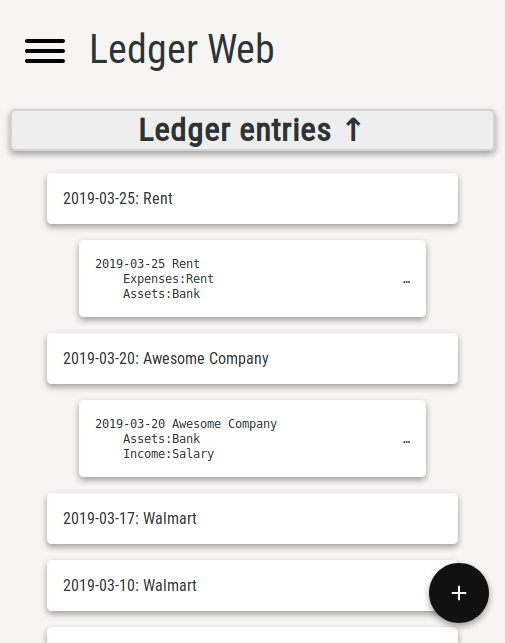 Ledger Web
Ledger entries ↑
2019-03-25: Rent
2019-03-25 Rent
Expenses:Rent …
Assets:Bank
2019-03-20: Awesome Company
2019-03-20 Awesome Company
Assets:Bank …
Income:Salary
2019-03-17: Walmart
2019-03-10: Walmart
+